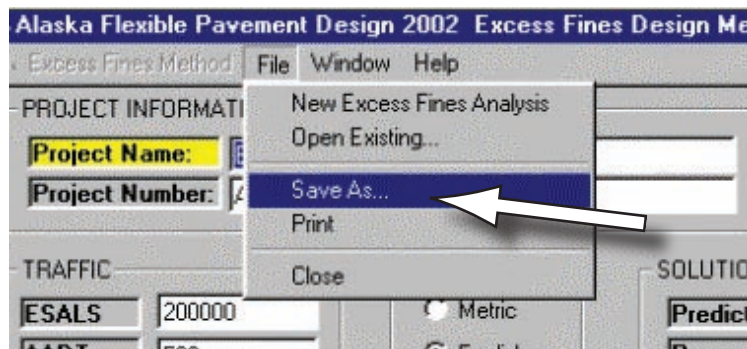 Alaska Flexible Pavement Design 2002 Excess Fines Design Me
Excess Fines Method File Window Help
PROJECT INFORMATI
New Excess Fines Analysis
Open Existing...
Save As...
Print
Close
Project Name:
Project Number:
TRAFFIC
ESALS 200000
Metric
SOLUTIO
Predict